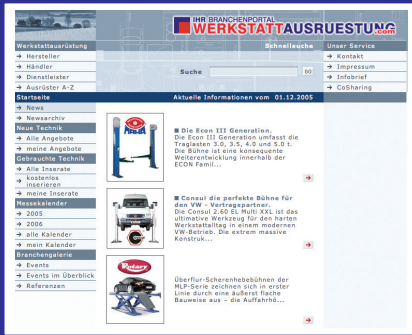 IHR BRANCHENPORTAL
WERKSTATTAUSRUESTUNG
.com
Werkstattausrüstung
→ Hersteller
→ Händler
→ Dienstleister
→ Ausrüster A-Z
Schnellsuche
Suche
GO
Unser Service
→ Kontakt
→ Impressum
→ Infobrief
→ CoSharing
Startseite
Aktuelle Informationen vom 01.12.2005
→ News
→ Newsarchiv
Neue Technik
→ Alle Angebote
→ meine Angebote
Gebrauchte Technik
→ Alle Inserate
→ kostenlos
inserieren
→ meine Inserate
Messekalender
→ 2005
→ 2006
→ alle Kalender
→ mein Kalender
Branchengalerie
→ Events
→ Events im Überblick
→ Referenzen
MAHA
Die Econ III Generation.
Die Econ III Generation umfasst die
Traglasten 3.0, 3.5, 4.0 und 5.0 t.
Die Bühne ist eine konsequente
Weiterentwicklung innerhalb der
ECON Famil...
Consul die perfekte Bühne für
den VW - Vertragspartner.
Die Consul 2.60 EL Multi XXL ist das
ultimative Werkzeug für den harten
Werkstattalltag in einem modernen
VW-Betrieb. Die extrem massive
Konstruk...
Rotary
Überflur-Scherenhebebühnen der
MLP-Serie zeichnen sich in erster
Linie durch eine äußerst flache
Bauweise aus – die Auffahrhö...